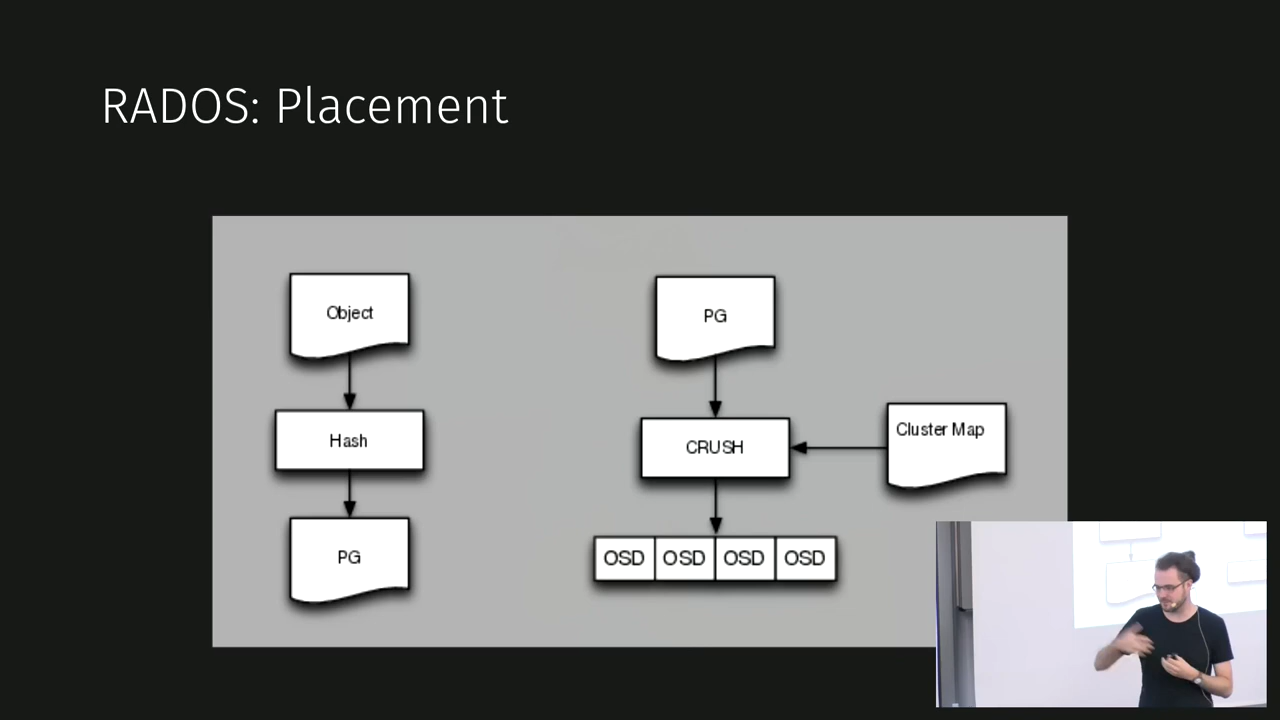 RADOS: Placement
Object
Hash
PG
PG
CRUSH
Cluster Map
OSD OSD OSD OSD